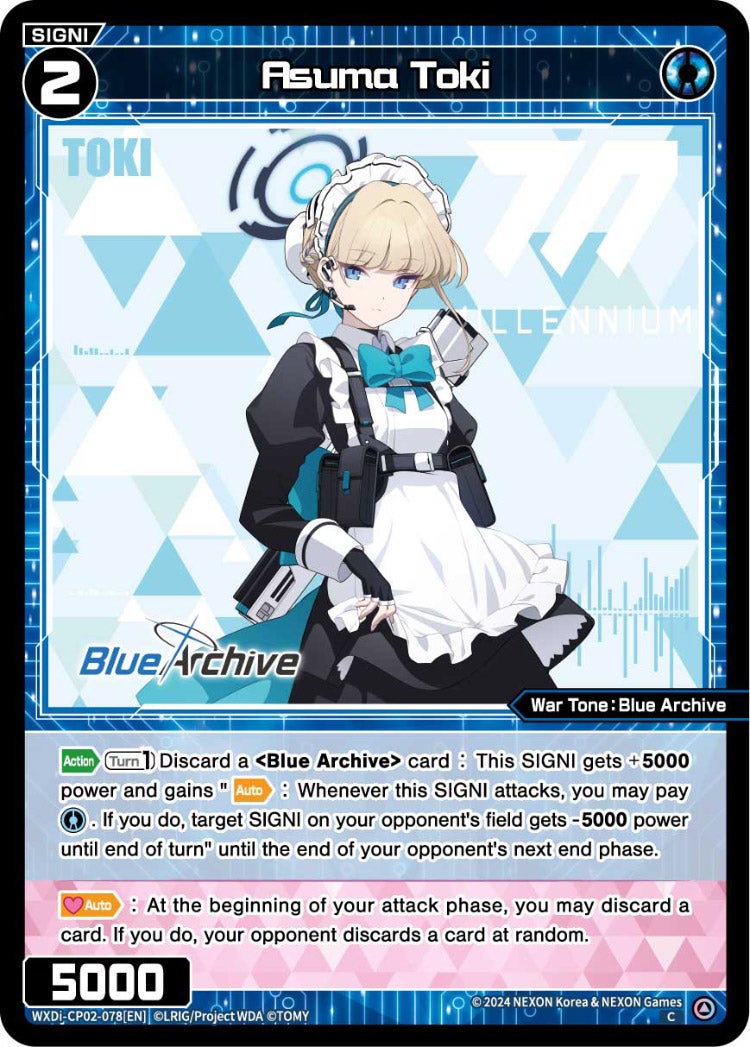 SIGNI
2
Asuma Toki
TOKI
MILLENNIUM
Blue Archive
War Tone：Blue Archive
Action Turn 1 Discard a <Blue Archive> card：This SIGNI gets +5000
power and gains " Auto ：Whenever this SIGNI attacks, you may pay
. If you do, target SIGNI on your opponent's field gets -5000 power
until end of turn" until the end of your opponent's next end phase.
Auto ：At the beginning of your attack phase, you may discard a
card. If you do, your opponent discards a card at random.
5000
©2024 NEXON Korea & NEXON Games
WXDi-CP02-078[EN] ©LRIG/Project WDA ©TOMY
C